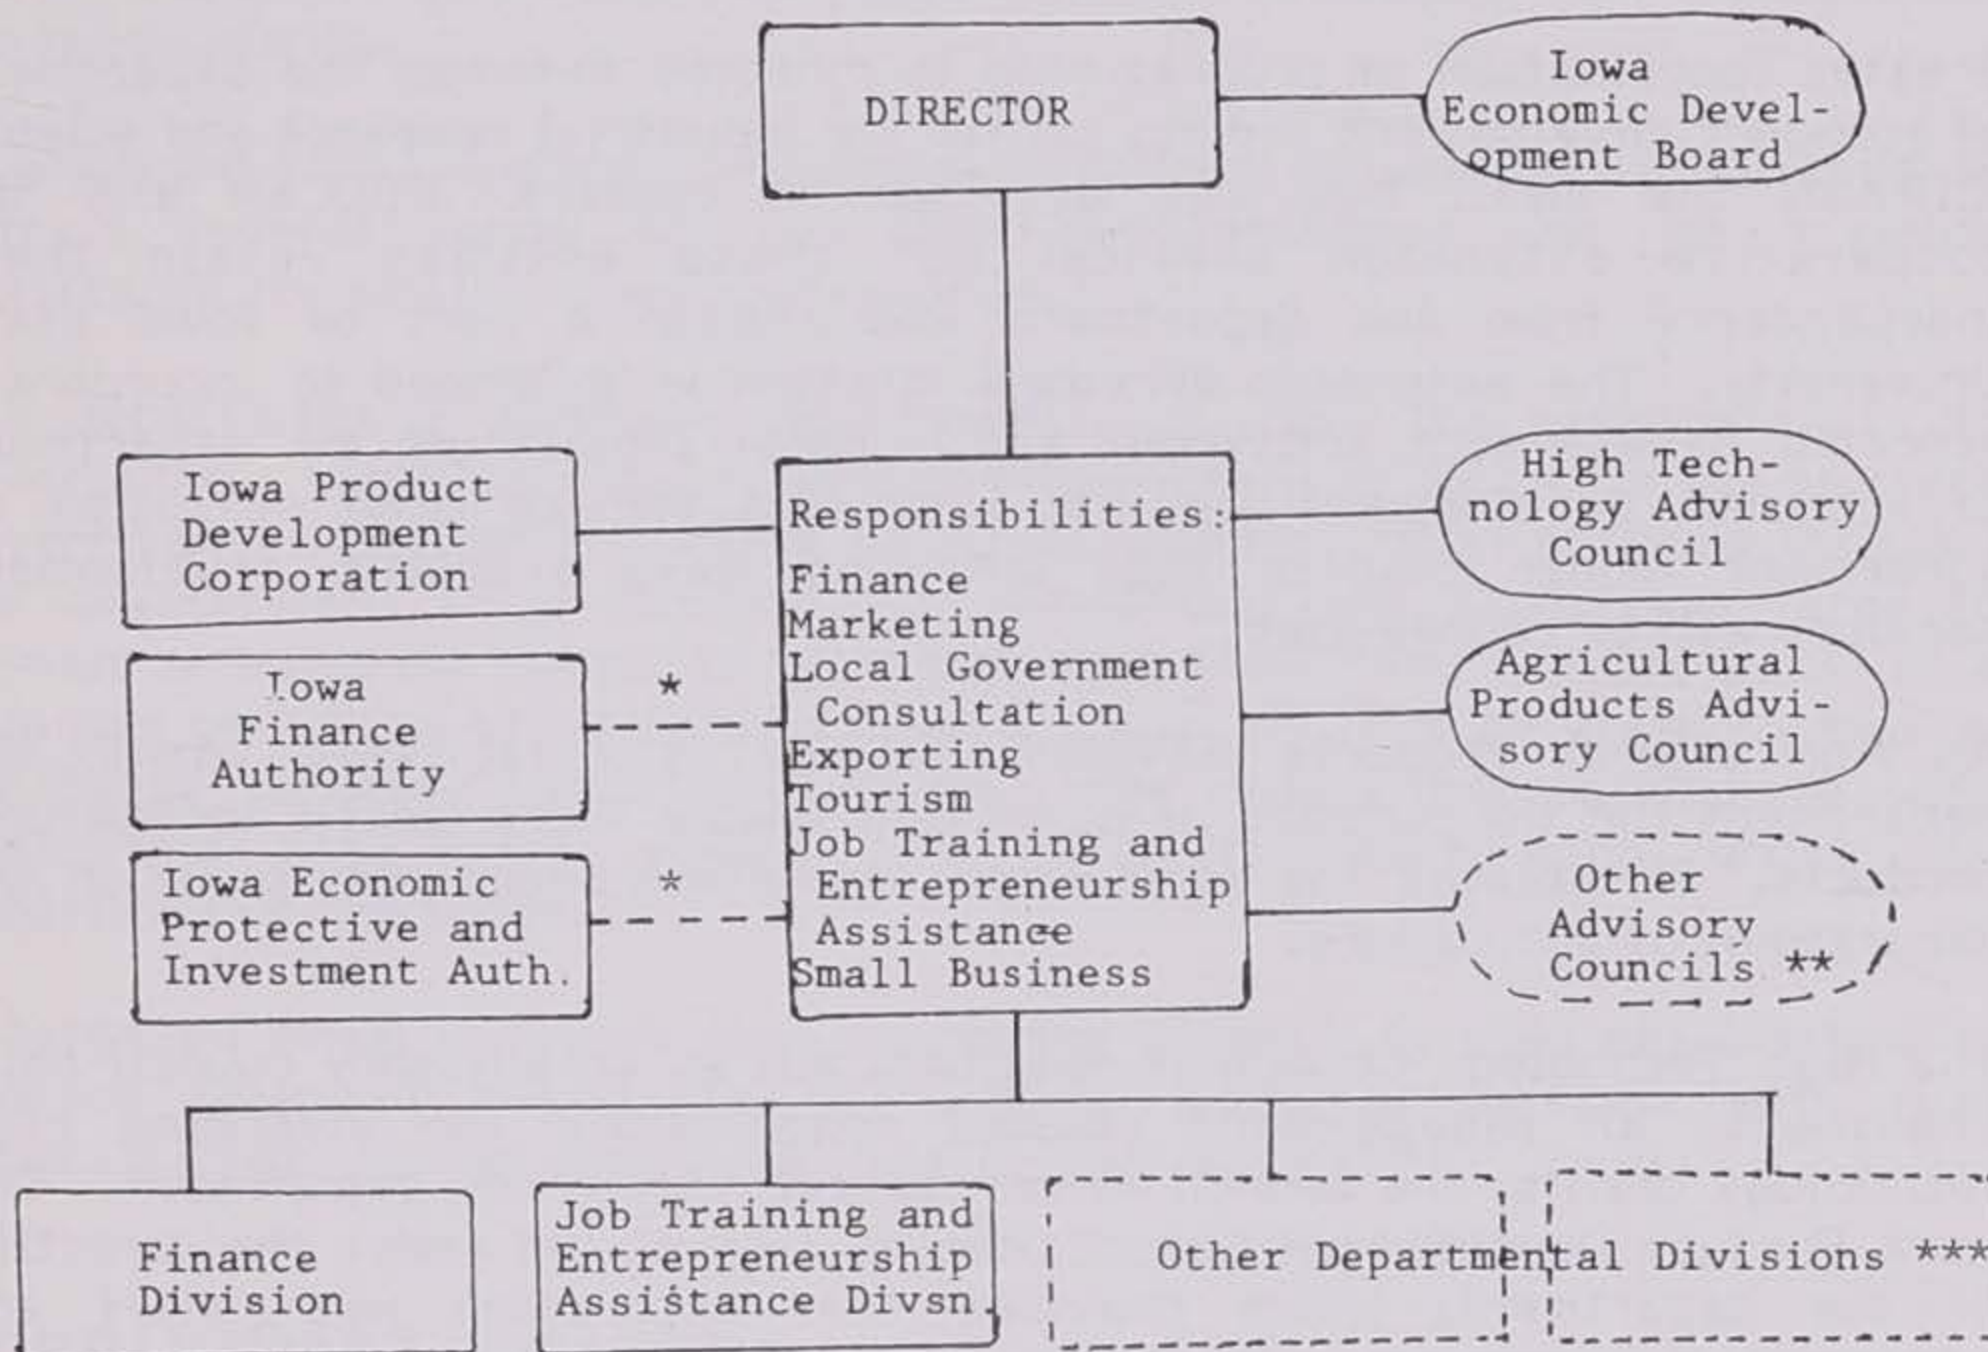 DIRECTOR
Iowa
Economic Devel-
opment Board
Iowa Product
Development
Corporation
Iowa
Finance
Authority
*
Iowa Economic
Protective and
Investment Auth.
*
Responsibilities:
Finance
Marketing
Local Government
Consultation
Exporting
Tourism
Job Training and
Entrepreneurship
Assistance
Small Business
High Tech-
nology Advisory
Council
Agricultural
Products Advi-
sory Council
Other
Advisory
Councils **
Finance
Division
Job Training and
Entrepreneurship
Assistance Divsn.
Other Departmental Divisions ***